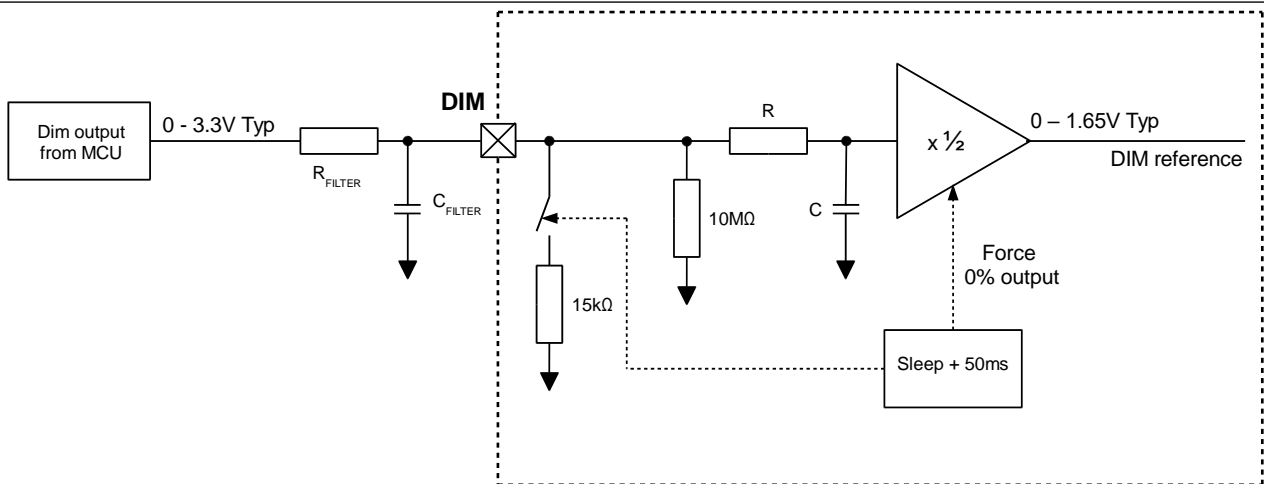 Dim output
from MCU
0 - 3.3V Typ
R_FILTER
C_FILTER
DIM
15kΩ
10MΩ
R
C
x ½
0 – 1.65V Typ
DIM reference
Force
0% output
Sleep + 50ms